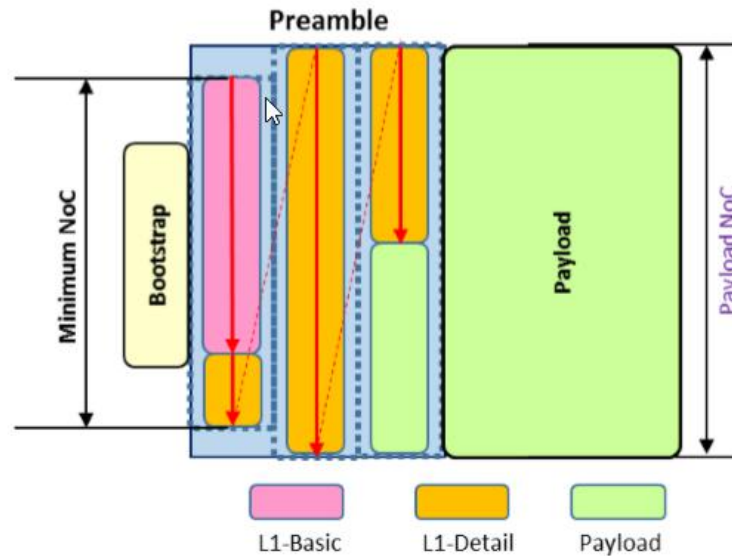 Preamble
Minimum NoC
Bootstrap
Payload
Payload NoC
L1-Basic
L1-Detail
Payload